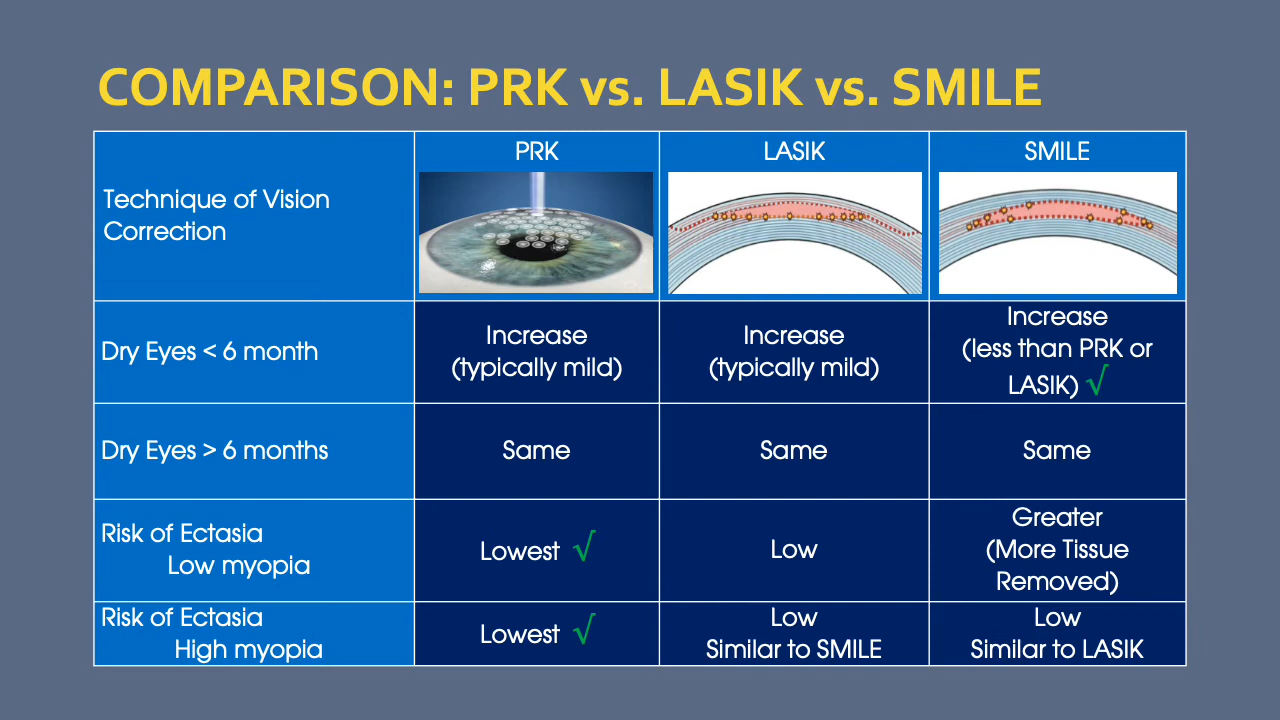 COMPARISON: PRK vs. LASIK vs. SMILE
Technique of Vision
Correction
PRK
LASIK
SMILE
Dry Eyes < 6 month
Increase
(typically mild)
Increase
(typically mild)
Increase
(less than PRK or
LASIK) √
Dry Eyes > 6 months
Same
Same
Same
Risk of Ectasia
Low myopia
Lowest √
Low
Greater
(More Tissue
Removed)
Risk of Ectasia
High myopia
Lowest √
Low
Similar to SMILE
Low
Similar to LASIK